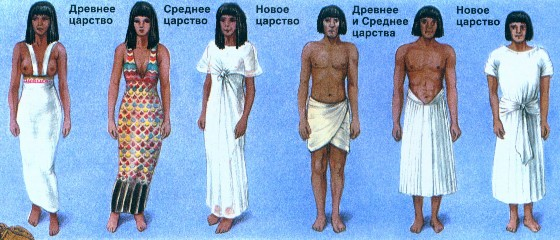 Древнее
царство
Среднее
царство
Новое
царство
Древнее
и Среднее
царства
Новое
царство